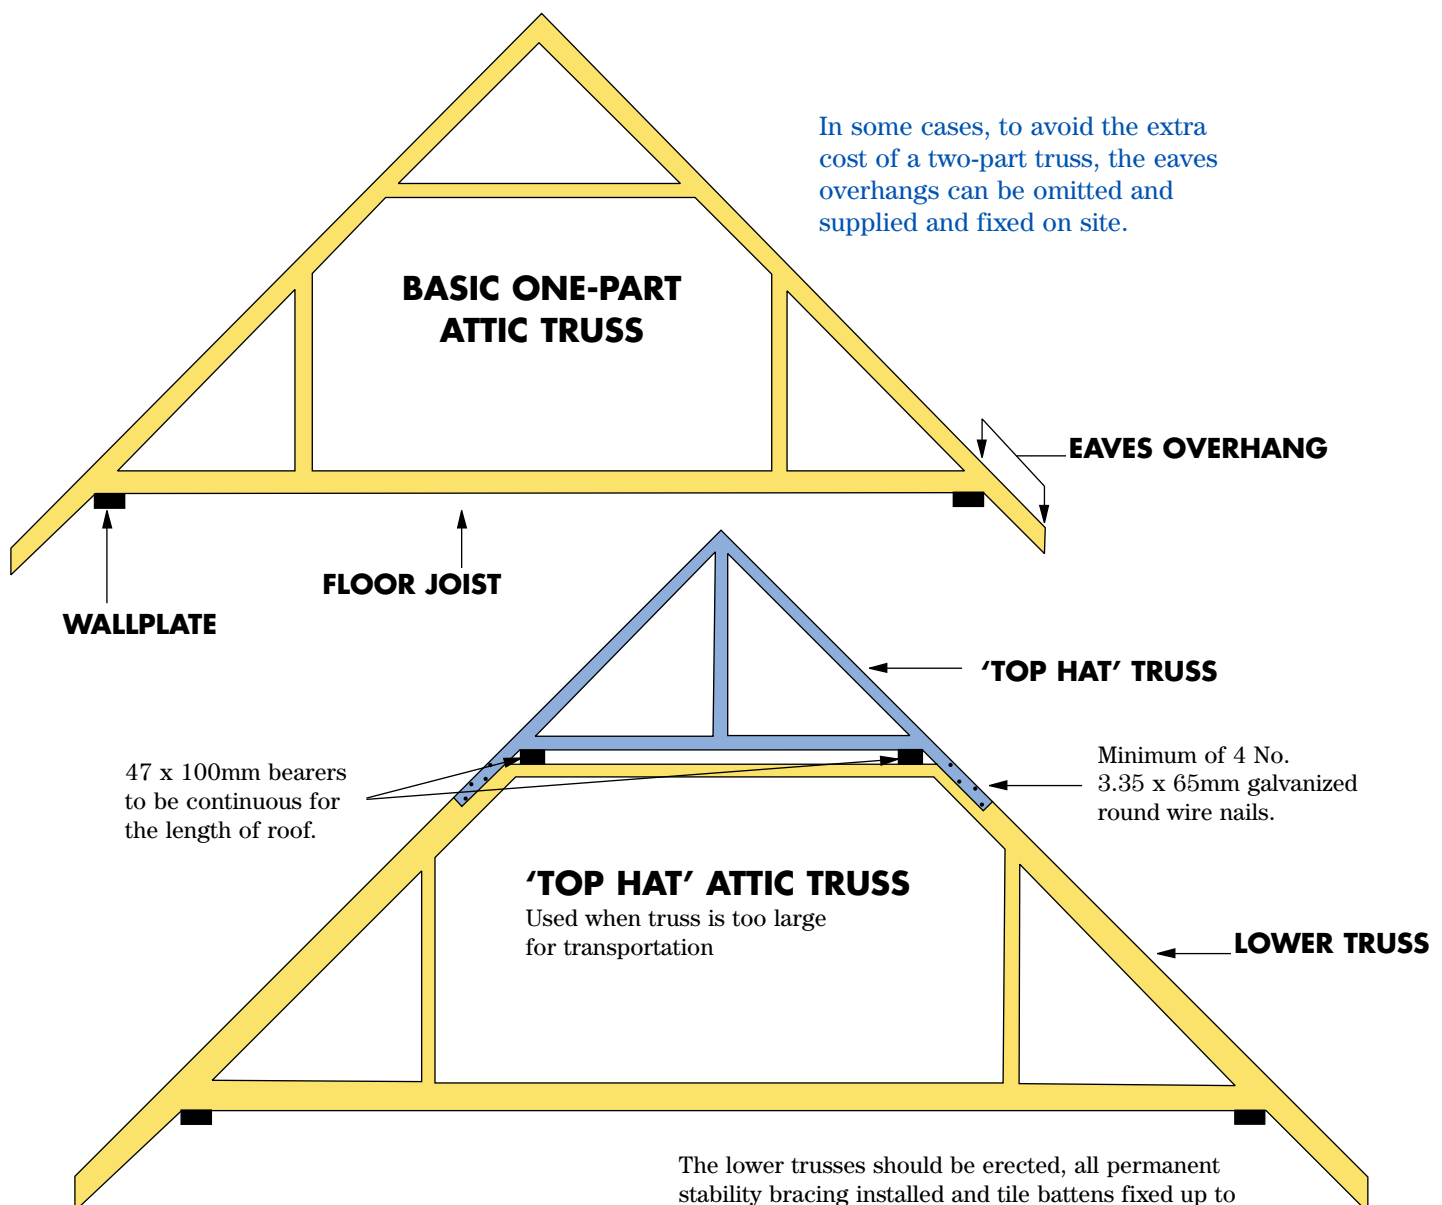 In some cases, to avoid the extra
cost of a two-part truss, the eaves
overhangs can be omitted and
supplied and fixed on site.
BASIC ONE-PART
ATTIC TRUSS
EAVES OVERHANG
FLOOR JOIST
WALLPLATE
‘TOP HAT’ TRUSS
47 x 100mm bearers
to be continuous for
the length of roof.
Minimum of 4 No.
3.35 x 65mm galvanized
round wire nails.
‘TOP HAT’ ATTIC TRUSS
Used when truss is too large
for transportation
LOWER TRUSS
The lower trusses should be erected, all permanent
stability bracing installed and tile battens fixed up to